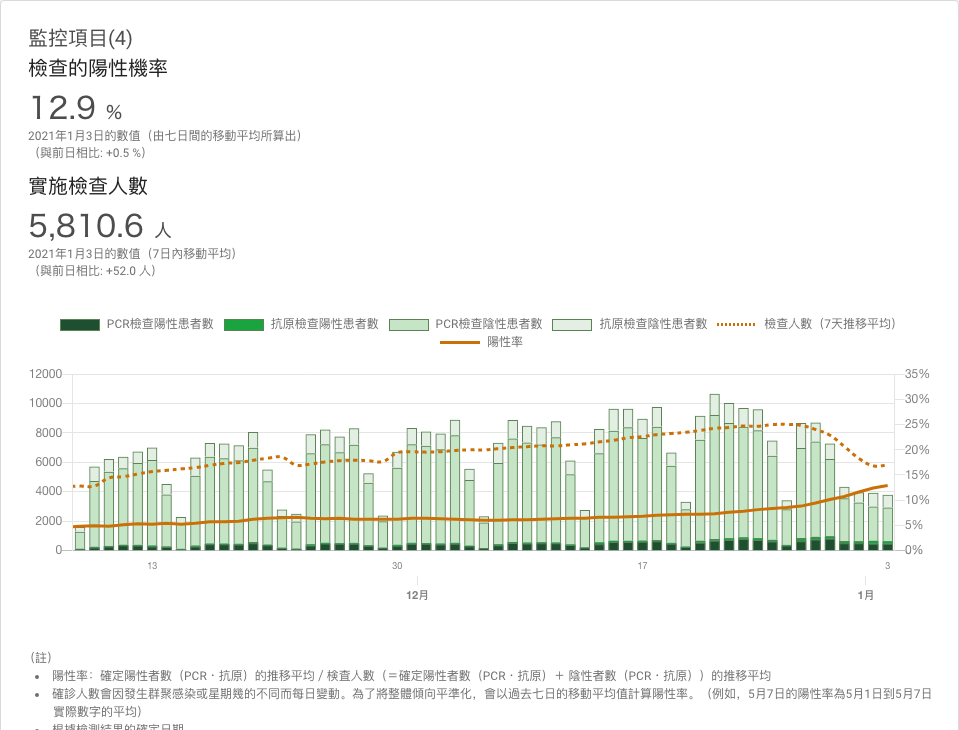 監控項目(4)
檢查的陽性機率
12.9 %
2021年1月3日的數值（由七日間的移動平均所算出）
（與前日相比: +0.5 %）
實施檢查人數
5,810.6 人
2021年1月3日的數值（7日內移動平均）
（與前日相比: +52.0 人）
PCR檢查陽性患者數 抗原檢查陽性患者數 PCR檢查陰性患者數 抗原檢查陰性患者數 檢查人數（7天推移平均）
陽性率
12000 35%
10000 30%
8000 25%
6000 20%
4000 15%
2000 10%
0 5%
0%
13 30 17 3
12月 1月
（註）
• 陽性率：確定陽性者數（PCR・抗原）的推移平均 / 検査人數（＝確定陽性者數（PCR・抗原）＋ 陰性者數（PCR・抗原））的推移平均
• 確診人數會因發生群聚感染或星期幾的不同而每日變動。為了將整體傾向平準化，會以過去七日的移動平均值計算陽性率。（例如，5月7日的陽性率為5月1日到5月7日
實際數字的平均）
• 根據檢測結果的確定日期